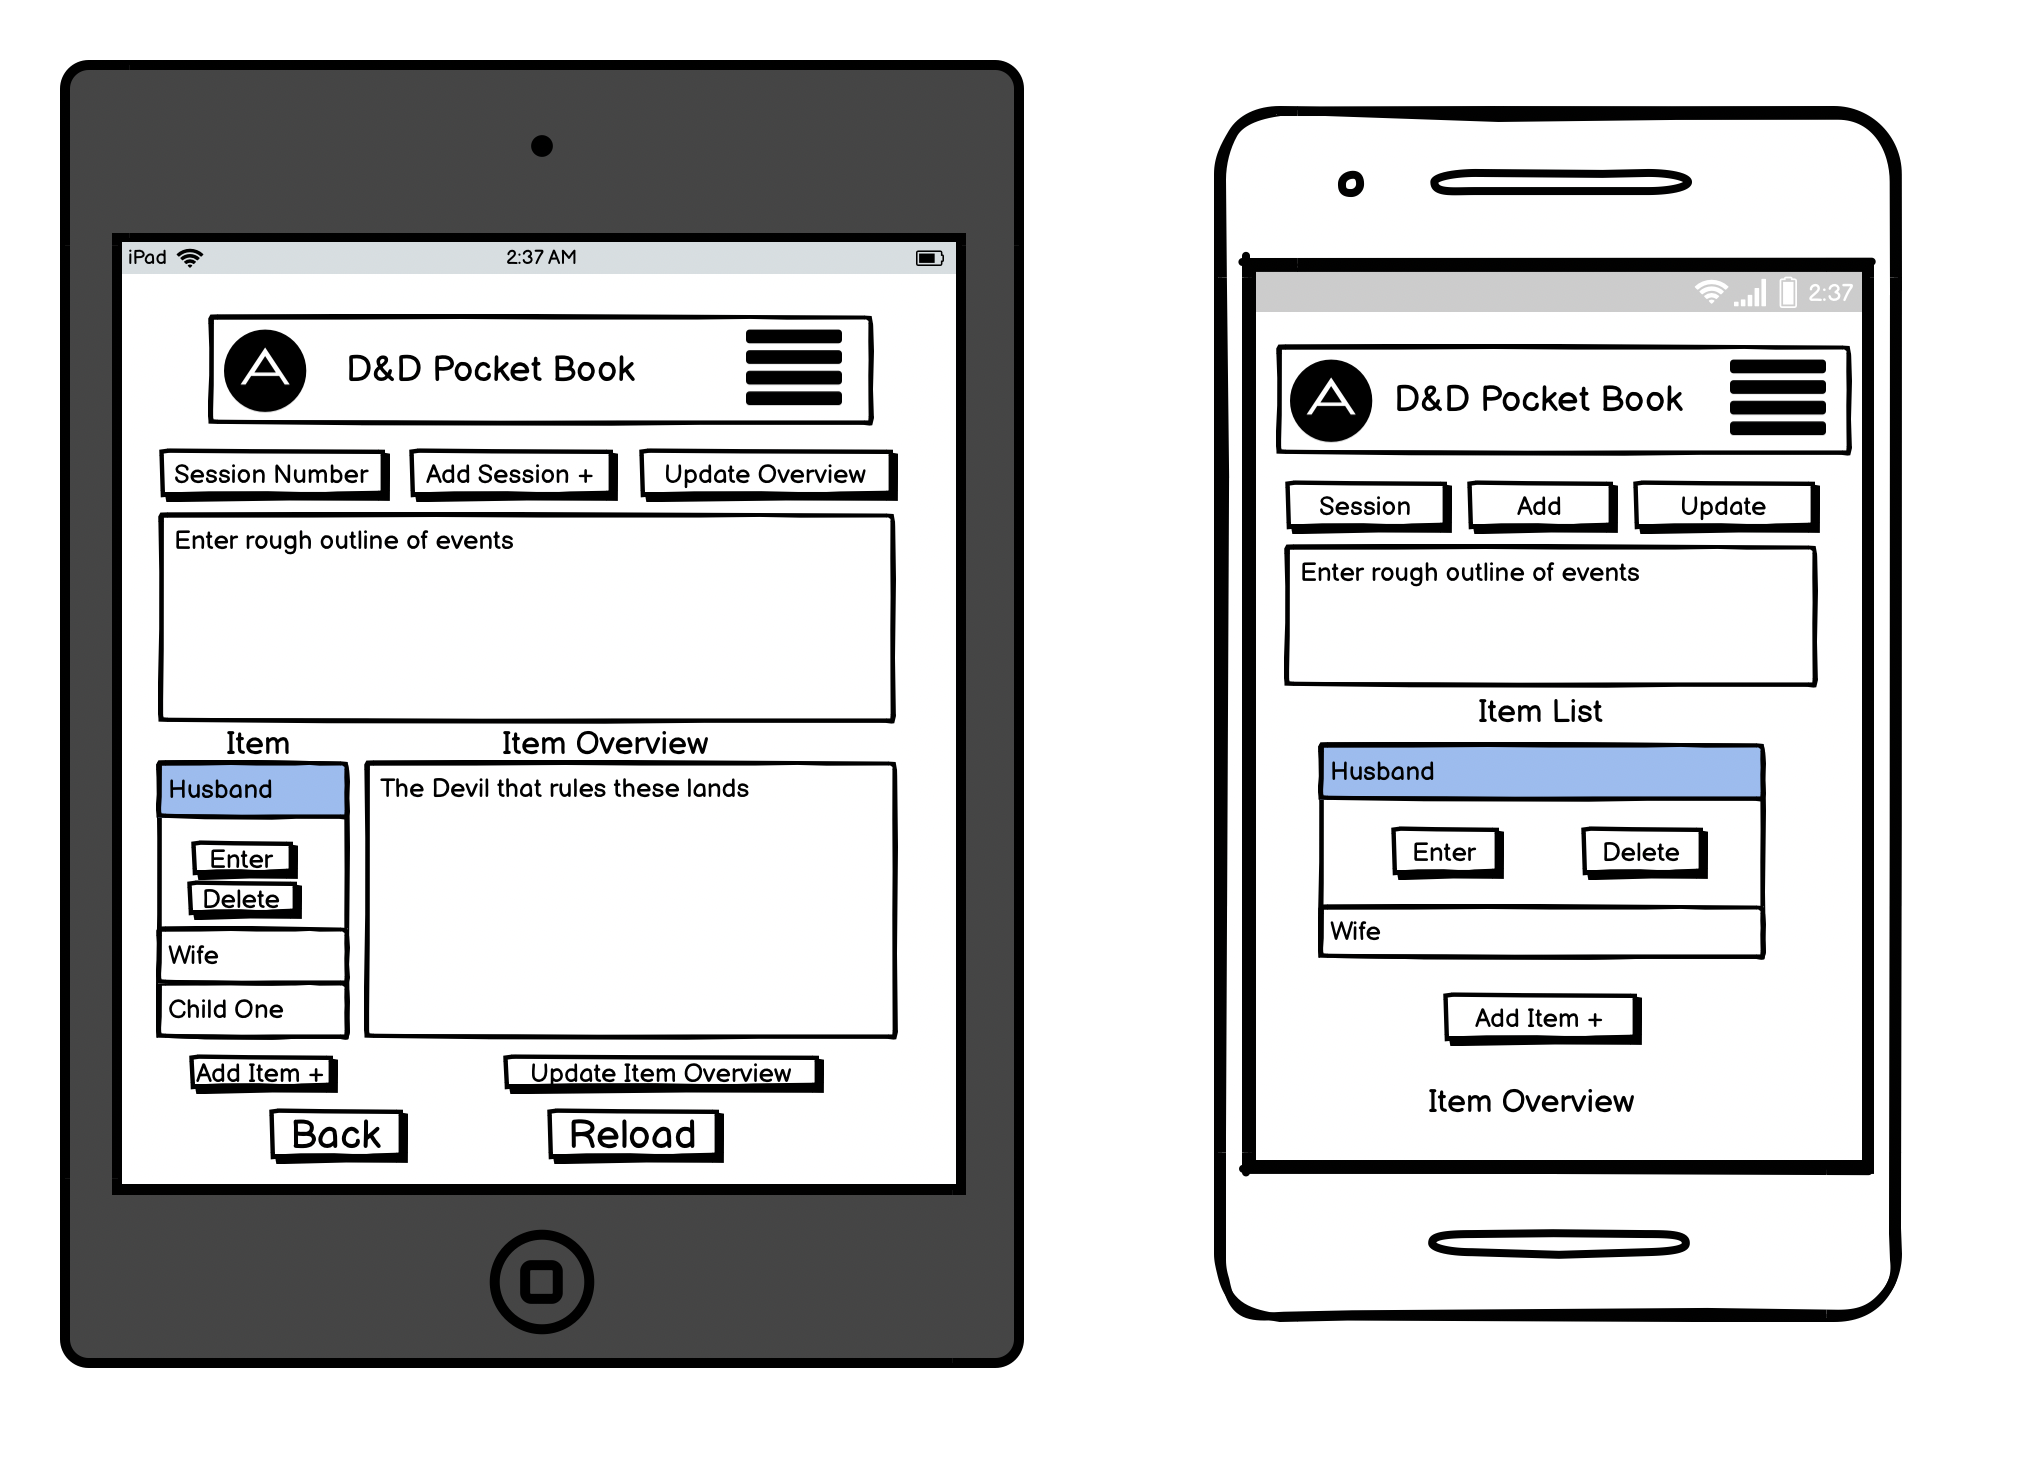 iPad 2:37 AM
A D&D Pocket Book
Session Number Add Session + Update Overview
Enter rough outline of events
Item Item Overview
Husband
The Devil that rules these lands
Enter
Delete
Wife
Child One
Add Item + Update Item Overview
Back Reload
2:37
A D&D Pocket Book
Session Add Update
Enter rough outline of events
Item List
Husband
Enter Delete
Wife
Add Item +
Item Overview